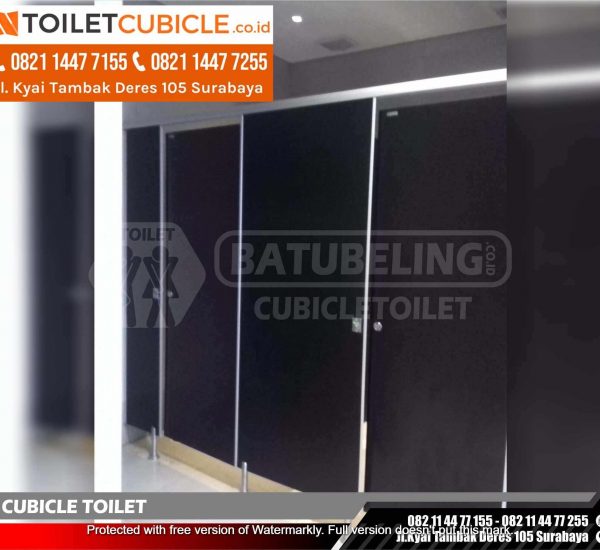 TOILETCUBICLE.co.id
0821 1447 7155 0821 1447 7255
l. Kyai Tambak Deres 105 Surabaya
TOILET
BATUBELING.CO.ID
CUBICLETOILET
CUBICLE TOILET
082 11 44 77 155 - 082 11 44 77 255
Jl.Kyai Tambak Deres 105 Surabaya
Protected with free version of Watermarkly. Full version doesn't put this mark.